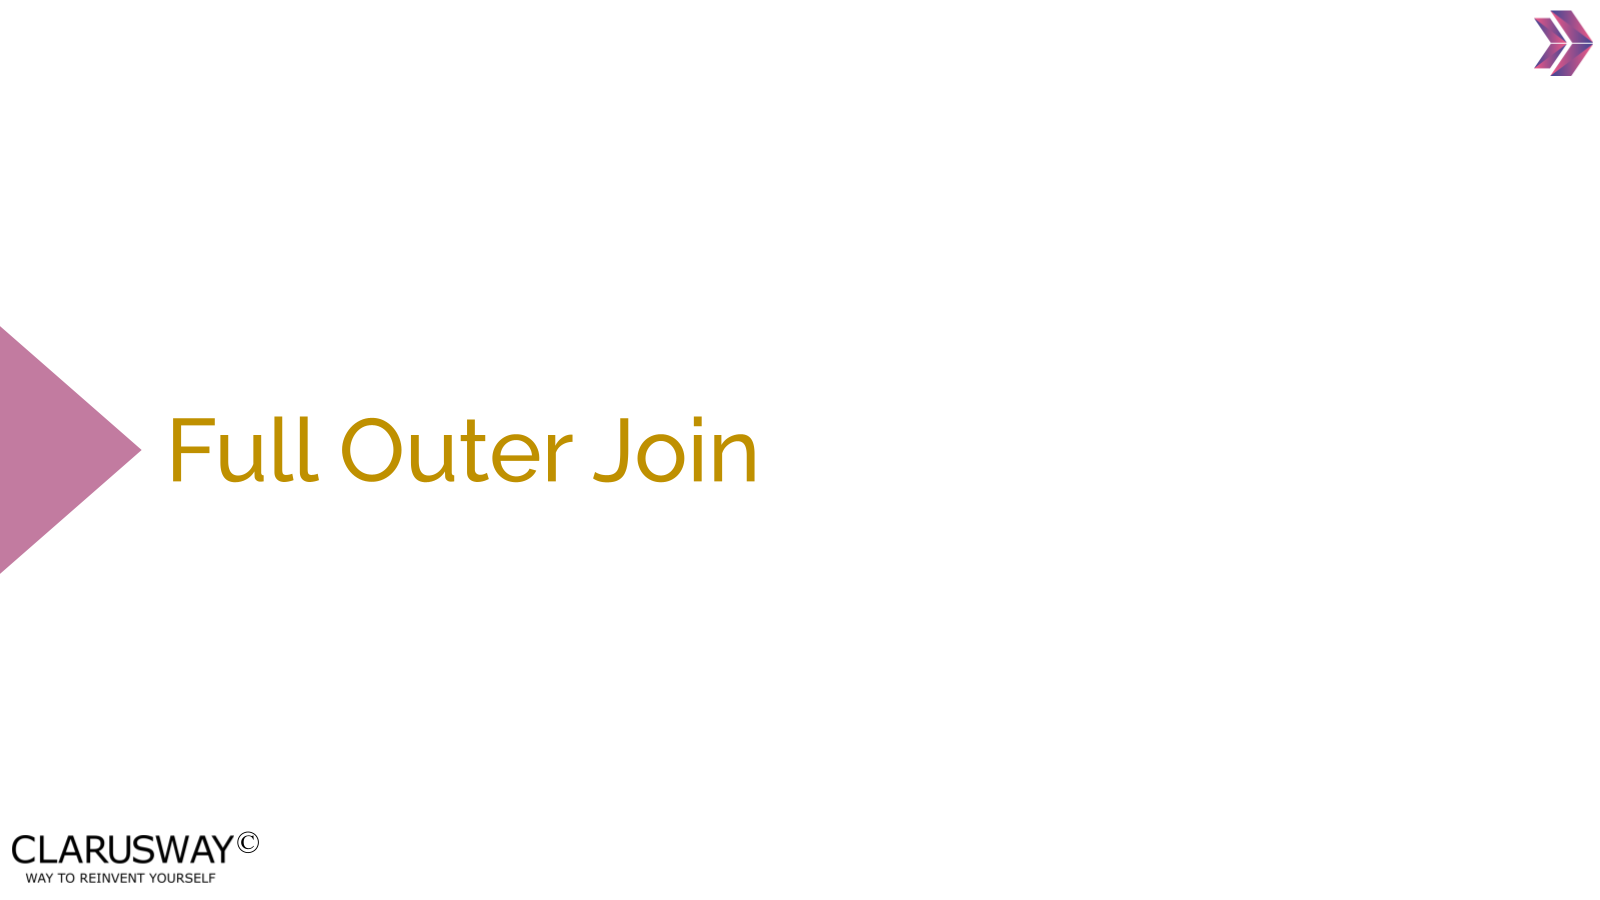 Full Outer Join
CLARUSWAY©
WAY TO REINVENT YOURSELF